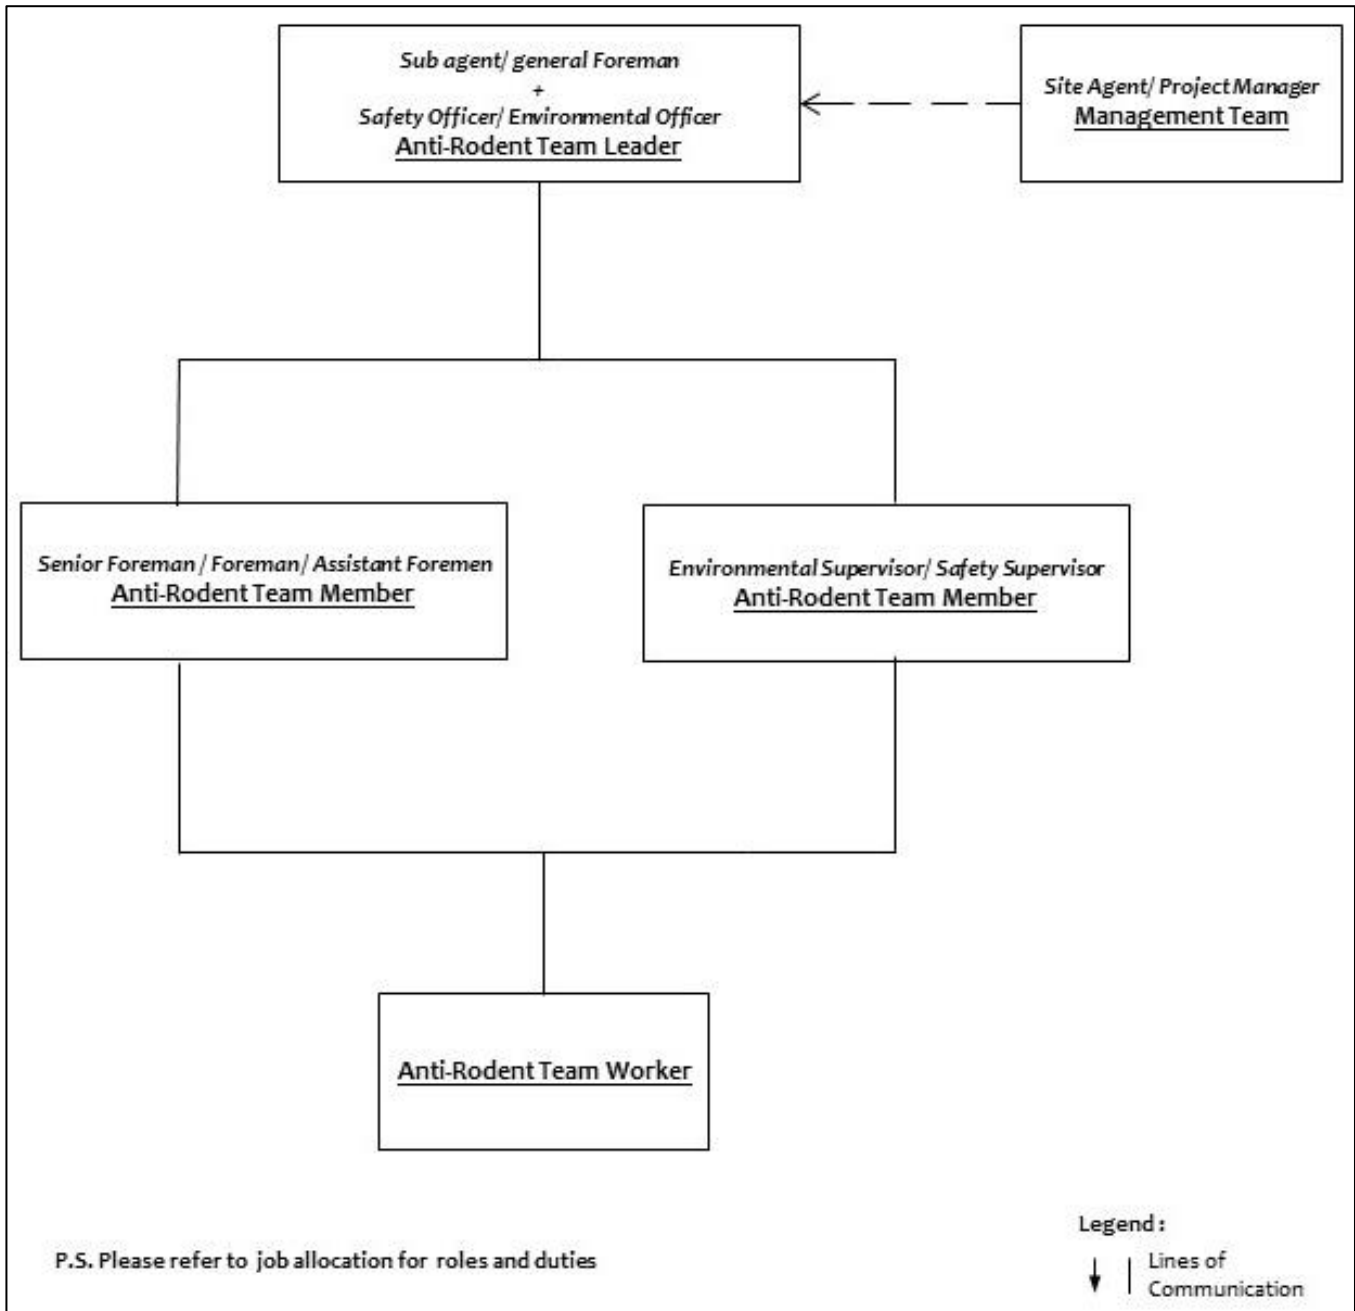 Sub agent/ general Foreman
+
Safety Officer/ Environmental Officer
Anti-Rodent Team Leader
Site Agent/ Project Manager
Management Team
Senior Foreman / Foreman/ Assistant Foremen
Anti-Rodent Team Member
Environmental Supervisor/ Safety Supervisor
Anti-Rodent Team Member
Anti-Rodent Team Worker
P.S. Please refer to job allocation for roles and duties
Legend :
Lines of
Communication